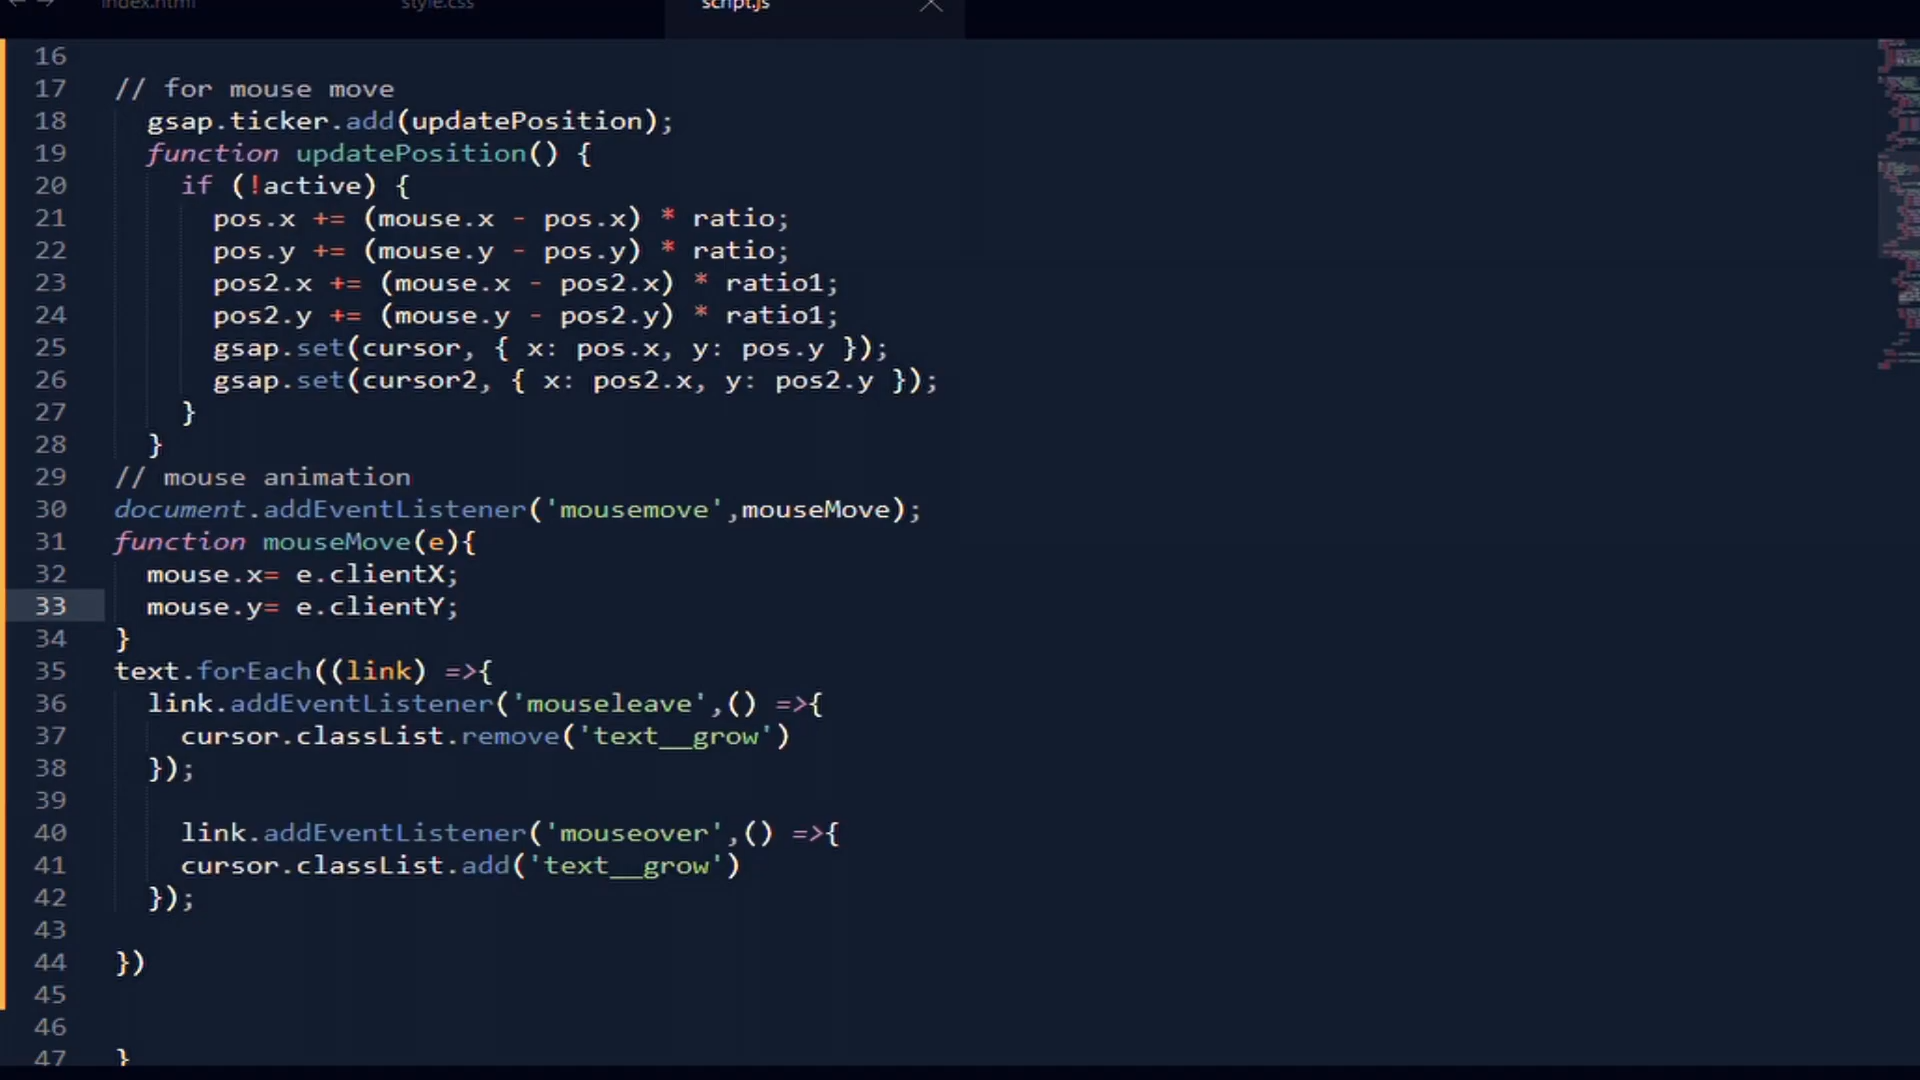 index.html
style.css
script.js
16
17 // for mouse move
18 gsap.ticker.add(updatePosition);
19 function updatePosition() {
20 if (!active) {
21 pos.x += (mouse.x - pos.x) * ratio;
22 pos.y += (mouse.y - pos.y) * ratio;
23 pos2.x += (mouse.x - pos2.x) * ratio1;
24 pos2.y += (mouse.y - pos2.y) * ratio1;
25 gsap.set(cursor, { x: pos.x, y: pos.y });
26 gsap.set(cursor2, { x: pos2.x, y: pos2.y });
27 }
28 }
29 // mouse animation
30 document.addEventListener('mousemove',mouseMove);
31 function mouseMove(e){
32 mouse.x= e.clientX;
33 mouse.y= e.clientY;
34 }
35 text.forEach((link) =>{
36 link.addEventListener('mouseleave',() =>{
37 cursor.classList.remove('text__grow')
38 });
39
40 link.addEventListener('mouseover',() =>{
41 cursor.classList.add('text__grow')
42 });
43
44 })
45
46
47 }